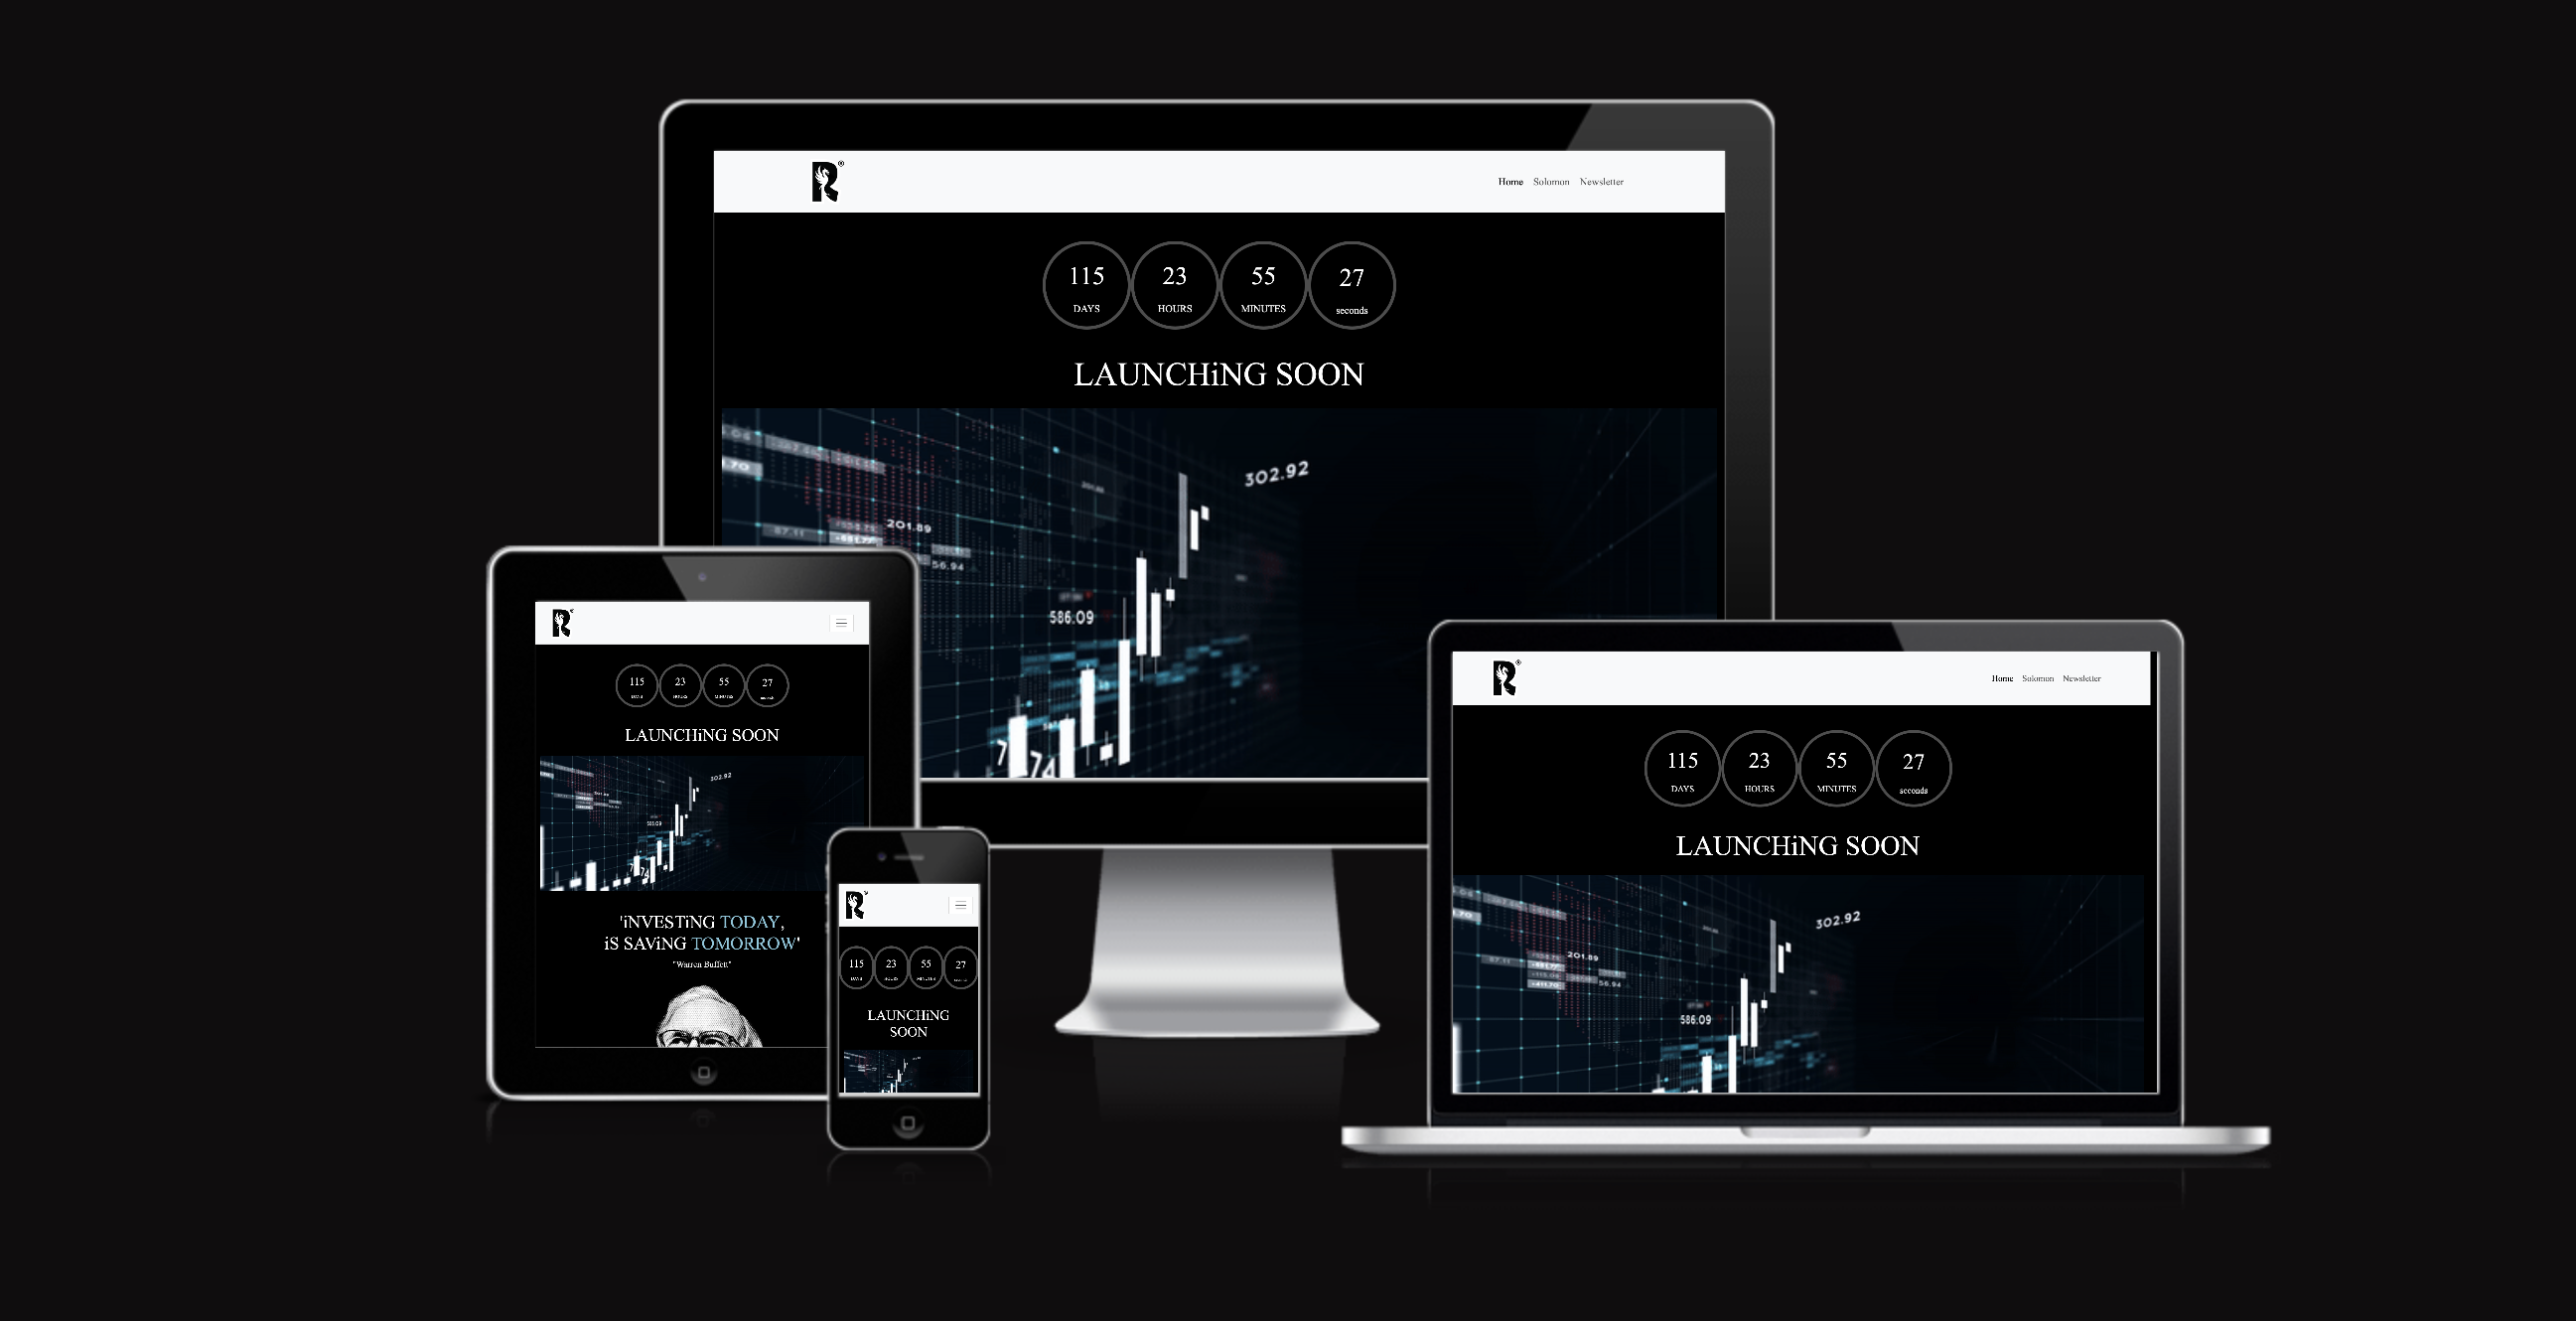 R®
Home Solomon Newsletter
115 23 55 27
DAYS HOURS MINUTES seconds
LAUNCHiNG SOON
302.92
201.89
56.94
586.09
74
R
115 23 55 27
HOURS MINUTES
LAUNCHiNG SOON
302.92
'iNVESTiNG TODAY,
iS SAViNG TOMORROW'
"Warren Buffett"
R
115 23 55 27
LAUNCHiNG
SOON
R®
Home Solomon Newsletter
115 23 55 27
DAYS HOURS MINUTES seconds
LAUNCHiNG SOON
302.92
201.89
56.94
586.09